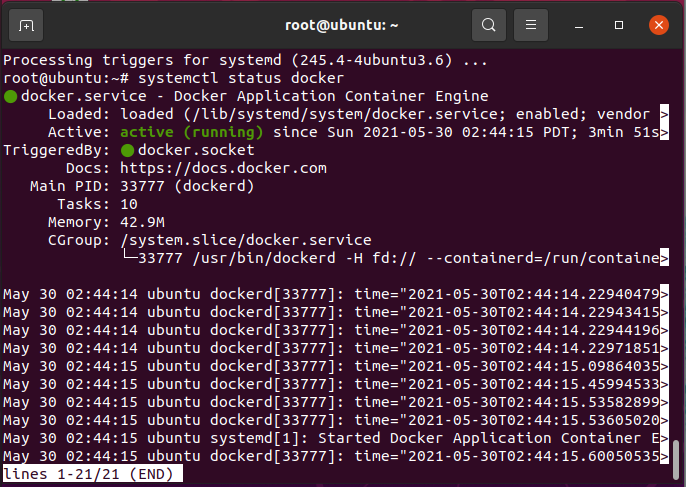 root@ubuntu: ~
Processing triggers for systemd (245.4-4ubuntu3.6) ...
root@ubuntu:~# systemctl status docker
● docker.service - Docker Application Container Engine
     Loaded: loaded (/lib/systemd/system/docker.service; enabled; vendor >
     Active: active (running) since Sun 2021-05-30 02:44:15 PDT; 3min 51s>
TriggeredBy: ● docker.socket
       Docs: https://docs.docker.com
   Main PID: 33777 (dockerd)
      Tasks: 10
     Memory: 42.9M
     CGroup: /system.slice/docker.service
             └─33777 /usr/bin/dockerd -H fd:// --containerd=/run/containe>
May 30 02:44:14 ubuntu dockerd[33777]: time="2021-05-30T02:44:14.22940479>
May 30 02:44:14 ubuntu dockerd[33777]: time="2021-05-30T02:44:14.22943415>
May 30 02:44:14 ubuntu dockerd[33777]: time="2021-05-30T02:44:14.22944196>
May 30 02:44:14 ubuntu dockerd[33777]: time="2021-05-30T02:44:14.22971851>
May 30 02:44:15 ubuntu dockerd[33777]: time="2021-05-30T02:44:15.09864035>
May 30 02:44:15 ubuntu dockerd[33777]: time="2021-05-30T02:44:15.45994533>
May 30 02:44:15 ubuntu dockerd[33777]: time="2021-05-30T02:44:15.53582899>
May 30 02:44:15 ubuntu dockerd[33777]: time="2021-05-30T02:44:15.53605020>
May 30 02:44:15 ubuntu systemd[1]: Started Docker Application Container E>
May 30 02:44:15 ubuntu dockerd[33777]: time="2021-05-30T02:44:15.60050535>
lines 1-21/21 (END)